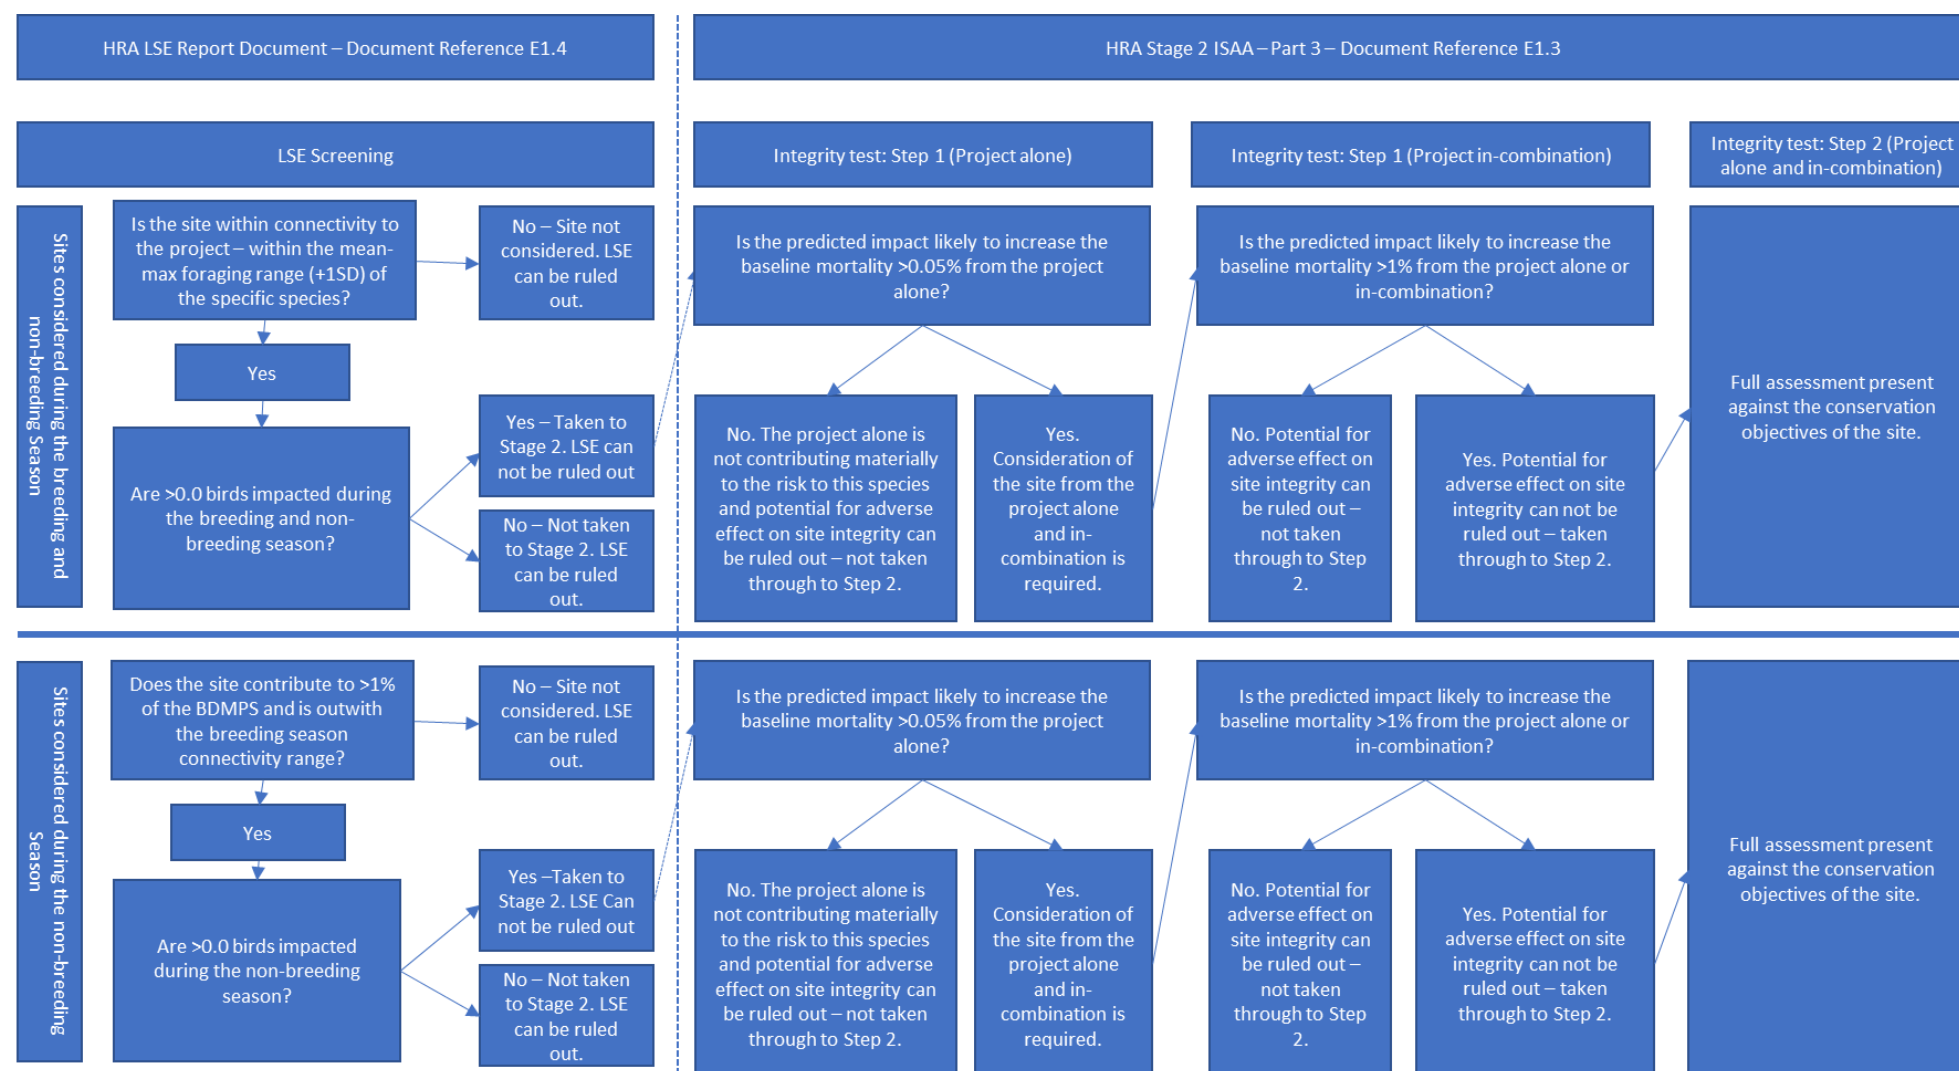 HRA LSE Report Document – Document Reference E1.4
HRA Stage 2 ISAA – Part 3 – Document Reference E1.3
LSE Screening
Integrity test: Step 1 (Project alone)
Integrity test: Step 1 (Project in-combination)
Integrity test: Step 2 (Project
alone and in-combination)
Sites considered during the breeding and
non-breeding Season
Is the site within connectivity to
the project – within the mean-
max foraging range (+1SD) of
the specific species?
No – Site not
considered. LSE
can be ruled
out.
Yes
Are >0.0 birds impacted during
the breeding and non-
breeding season?
Yes – Taken to
Stage 2. LSE can
not be ruled out
No – Not taken
to Stage 2. LSE
can be ruled
out.
Is the predicted impact likely to increase the
baseline mortality >0.05% from the project
alone?
No. The project alone is
not contributing materially
to the risk to this species
and potential for adverse
effect on site integrity can
be ruled out – not taken
through to Step 2.
Yes.
Consideration of
the site from the
project alone
and in-
combination is
required.
Is the predicted impact likely to increase the
baseline mortality >1% from the project alone or
in-combination?
No. Potential for
adverse effect on
site integrity can
be ruled out –
not taken
through to Step
2.
Yes. Potential for
adverse effect on site
integrity can not be
ruled out – taken
through to Step 2.
Full assessment present
against the conservation
objectives of the site.
Sites considered during the non-breeding
Season
Does the site contribute to >1%
of the BDMPS and is outwith
the breeding season
connectivity range?
No – Site not
considered. LSE
can be ruled
out.
Yes
Are >0.0 birds impacted
during the non-breeding
season?
Yes –Taken to
Stage 2. LSE Can
not be ruled out
No – Not taken
to Stage 2. LSE
can be ruled
out.
Is the predicted impact likely to increase the
baseline mortality >0.05% from the project
alone?
No. The project alone is
not contributing materially
to the risk to this species
and potential for adverse
effect on site integrity can
be ruled out – not taken
through to Step 2.
Yes.
Consideration of
the site from the
project alone
and in-
combination is
required.
Is the predicted impact likely to increase the
baseline mortality >1% from the project alone or
in-combination?
No. Potential for
adverse effect on
site integrity can
be ruled out –
not taken
through to Step
2.
Yes. Potential for
adverse effect on site
integrity can not be
ruled out – taken
through to Step 2.
Full assessment present
against the conservation
objectives of the site.